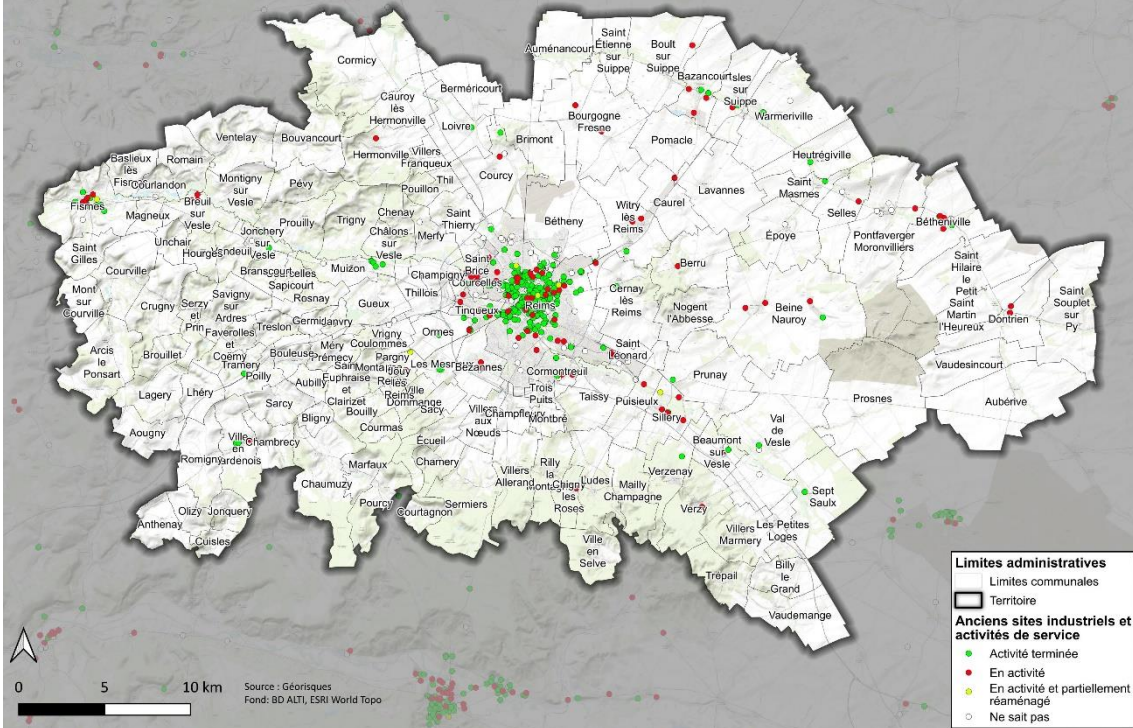 Cormicy
Auménancourt
Saint
Étienne
sur
Suippe
Boult
sur
Suippe
Bazancourt
Isles
sur
Suippe
Warmeriville
Berméricourt
Cauroy
lès
Hermonville
Loivre
Brimont
Bourgogne
Fresne
Pomacle
Heutrégiville
Ventelay
Bouvancourt
Hermonville
Villers
Franqueux
Courcy
Lavannes
Saint
Masmes
Selles
Bétheniville
Baslieux
lès
Romain
Courlandon
Montigny
sur
Vesle
Pévy
Pouillon
Thil
Caurel
Witry
lès
Reims
Bétheny
Époye
Pontfaverger
Moronvilliers
Fismes
Magneux
Breuil
sur
Vesle
Prouilly
Trigny
Chenay
Châlons
sur
Vesle
Merfy
Saint
Thierry
Saint
Hilaire
le
Petit
Saint
Souplet
sur
Py
Saint
Gilles
Unchair
Hourges
Vendeuil
Jonchery
sur
Vesle
Muizon
Champigny
Saint
Brice
Courcelles
Berru
Courville
Branscourt
Sapicourt
Rosnay
Gueux
Thillois
Tinqueux
Reims
Cernay
lès
Reims
Nogent
l'Abbesse
Beine
Nauroy
Saint
Martin
l'Heureux
Dontrien
Mont
sur
Courville
Crugny
Serzy
et
Prin
Savigny
sur
Ardres
Faverolles
et
Coëmy
Treslon
Vrigny
Coulommes
Ormes
Arcis
le
Ponsart
Brouillet
Tramery
Poilly
Bouleuse
Méry
Prémecy
Pargny
Bezannes
Saint
Léonard
Cormontreuil
Vaudesincourt
Lagery
Lhéry
Aubilly
Euphraise
et
Clairizet
Reims
Ville
Dommange
Trois
Puits
Taissy
Puisieulx
Prunay
Prosnes
Aubérive
Sarcy
Bligny
Bouilly
Courmas
Sacy
Villers
aux
Nœuds
Champfleury
Montbré
Sillery
Val
de
Vesle
Aougny
Romigny
Ville
en
Chambrecy
Marfaux
Écueil
Chamery
Beaumont
sur
Vesle
Verzenay
Chaumuzy
Pourcy
Courtagnon
Sermiers
Villers
Allerand
Rilly
la
les
Roses
Ludes
Mailly
Champagne
Verzy
Sept
Saulx
Anthenay
Olizy
Jonquery
Cuisles
Ville
en
Selve
Villers
Marmery
Les Petites
Loges
Trépail
Billy
le
Grand
Vaudemange
Limites administratives
Limites communales
Territoire
Anciens sites industriels et
activités de service
Activité terminée
En activité
En activité et partiellement
réaménagé
Ne sait pas
0 5 10 km
Source : Géorisques
Fond: BD ALTI, ESRI World Topo